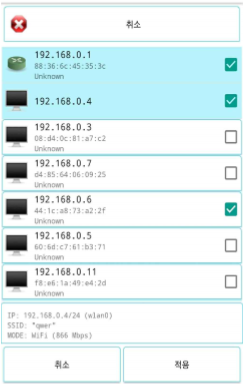 취소
192.168.0.1
88:36:6c:45:35:3c
Unknown
192.168.0.4
192.168.0.3
08:d4:0c:81:a7:c2
Unknown
192.168.0.7
d4:85:64:06:09:25
Unknown
192.168.0.6
44:1c:a8:73:a2:2f
Unknown
192.168.0.5
60:6d:c7:61:b3:71
Unknown
192.168.0.11
f8:e6:1a:49:e4:2d
Unknown
IP: 192.168.0.4/24 (wlan0)
SSID: "qwer"
MODE: WiFi (866 Mbps)
취소
적용